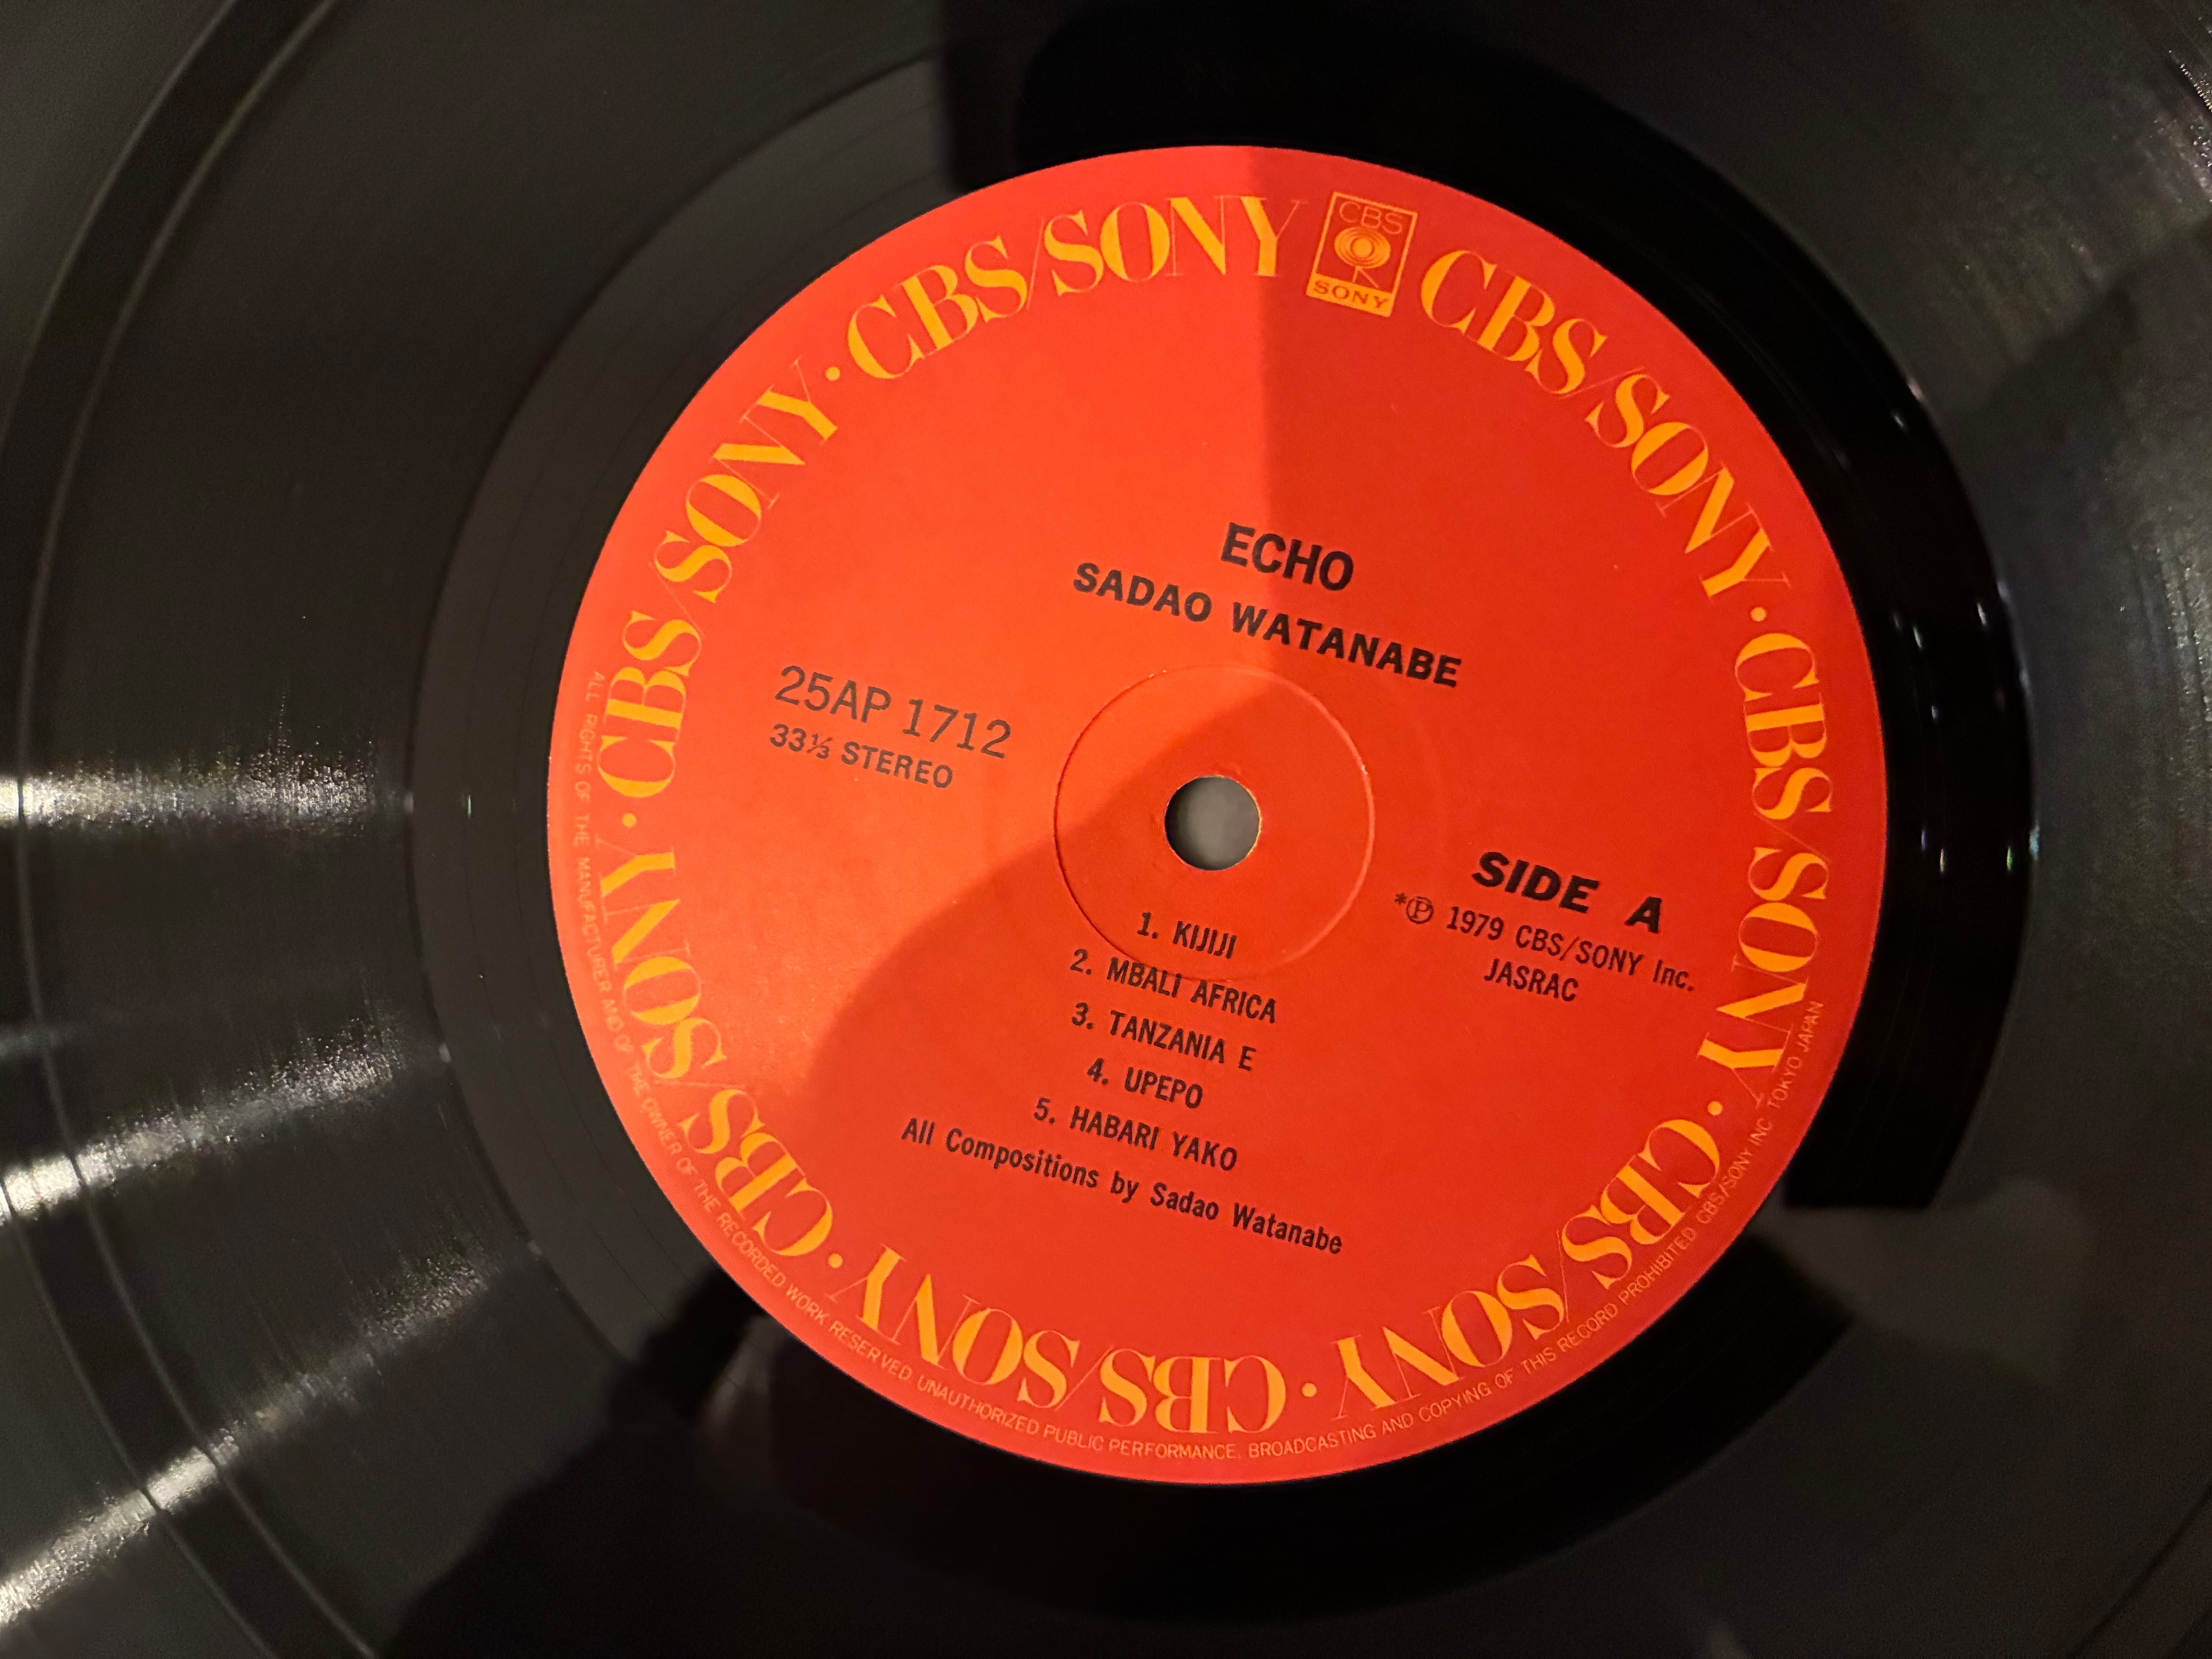 CBS
SONY
CBS/SONY · CBS/SONY · CBS/SONY · CBS/SONY · CBS/SONY · CBS/SONY · CBS/SONY · CBS/SONY
ECHO
SADAO WATANABE
25AP 1712
33⅓ STEREO
SIDE A
*Ⓟ 1979 CBS/SONY Inc.
JASRAC
1. KIJIJI
2. MBALI AFRICA
3. TANZANIA E
4. UPEPO
5. HABARI YAKO
All Compositions by Sadao Watanabe
ALL RIGHTS OF THE MANUFACTURER AND OF THE OWNER OF THE RECORDED WORK RESERVED. UNAUTHORIZED PUBLIC PERFORMANCE, BROADCASTING AND COPYING OF THIS RECORD PROHIBITED CBS/SONY INC. TOKYO JAPAN